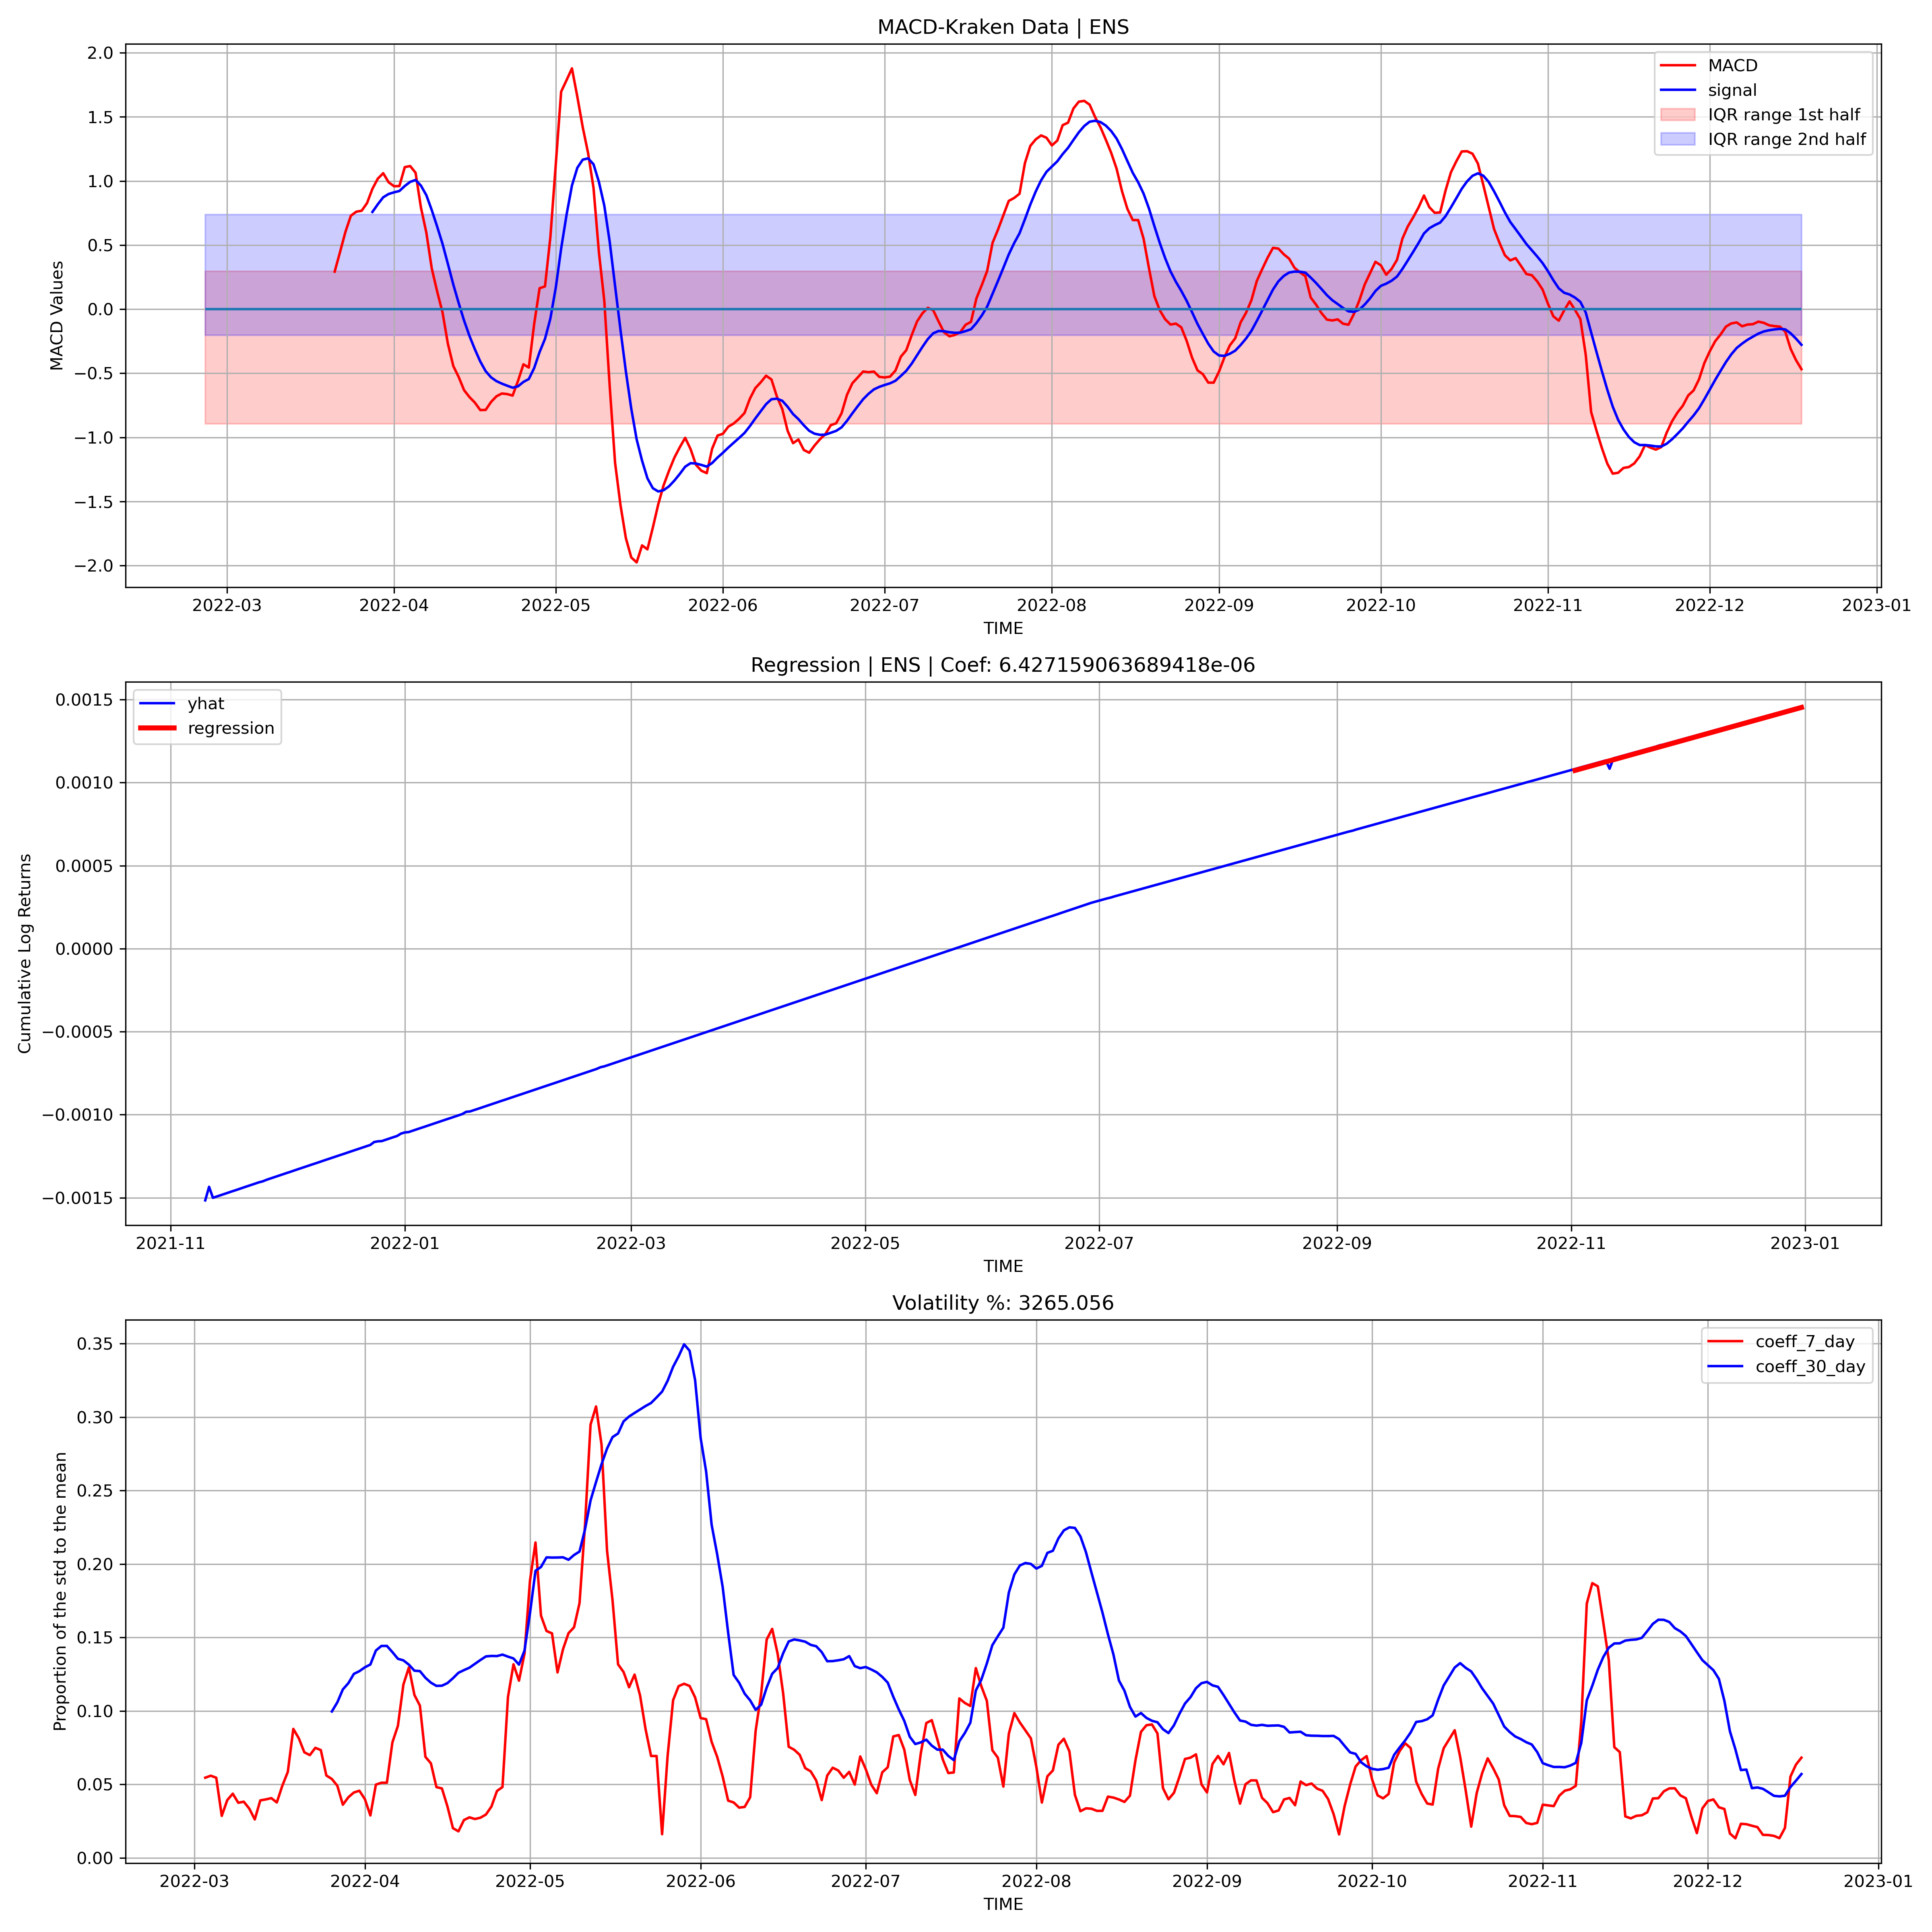 MACD-Kraken Data | ENS
MACD Values
2.0
1.5
1.0
0.5
0.0
−0.5
−1.0
−1.5
−2.0
MACD
signal
IQR range 1st half
IQR range 2nd half
2022-03 2022-04 2022-05 2022-06 2022-07 2022-08 2022-09 2022-10 2022-11 2022-12 2023-01
TIME
Regression | ENS | Coef: 6.427159063689418e-06
Cumulative Log Returns
0.0015
0.0010
0.0005
0.0000
−0.0005
−0.0010
−0.0015
yhat
regression
2021-11 2022-01 2022-03 2022-05 2022-07 2022-09 2022-11 2023-01
TIME
Volatility %: 3265.056
Proportion of the std to the mean
0.35
0.30
0.25
0.20
0.15
0.10
0.05
0.00
coeff_7_day
coeff_30_day
2022-03 2022-04 2022-05 2022-06 2022-07 2022-08 2022-09 2022-10 2022-11 2022-12 2023-01
TIME